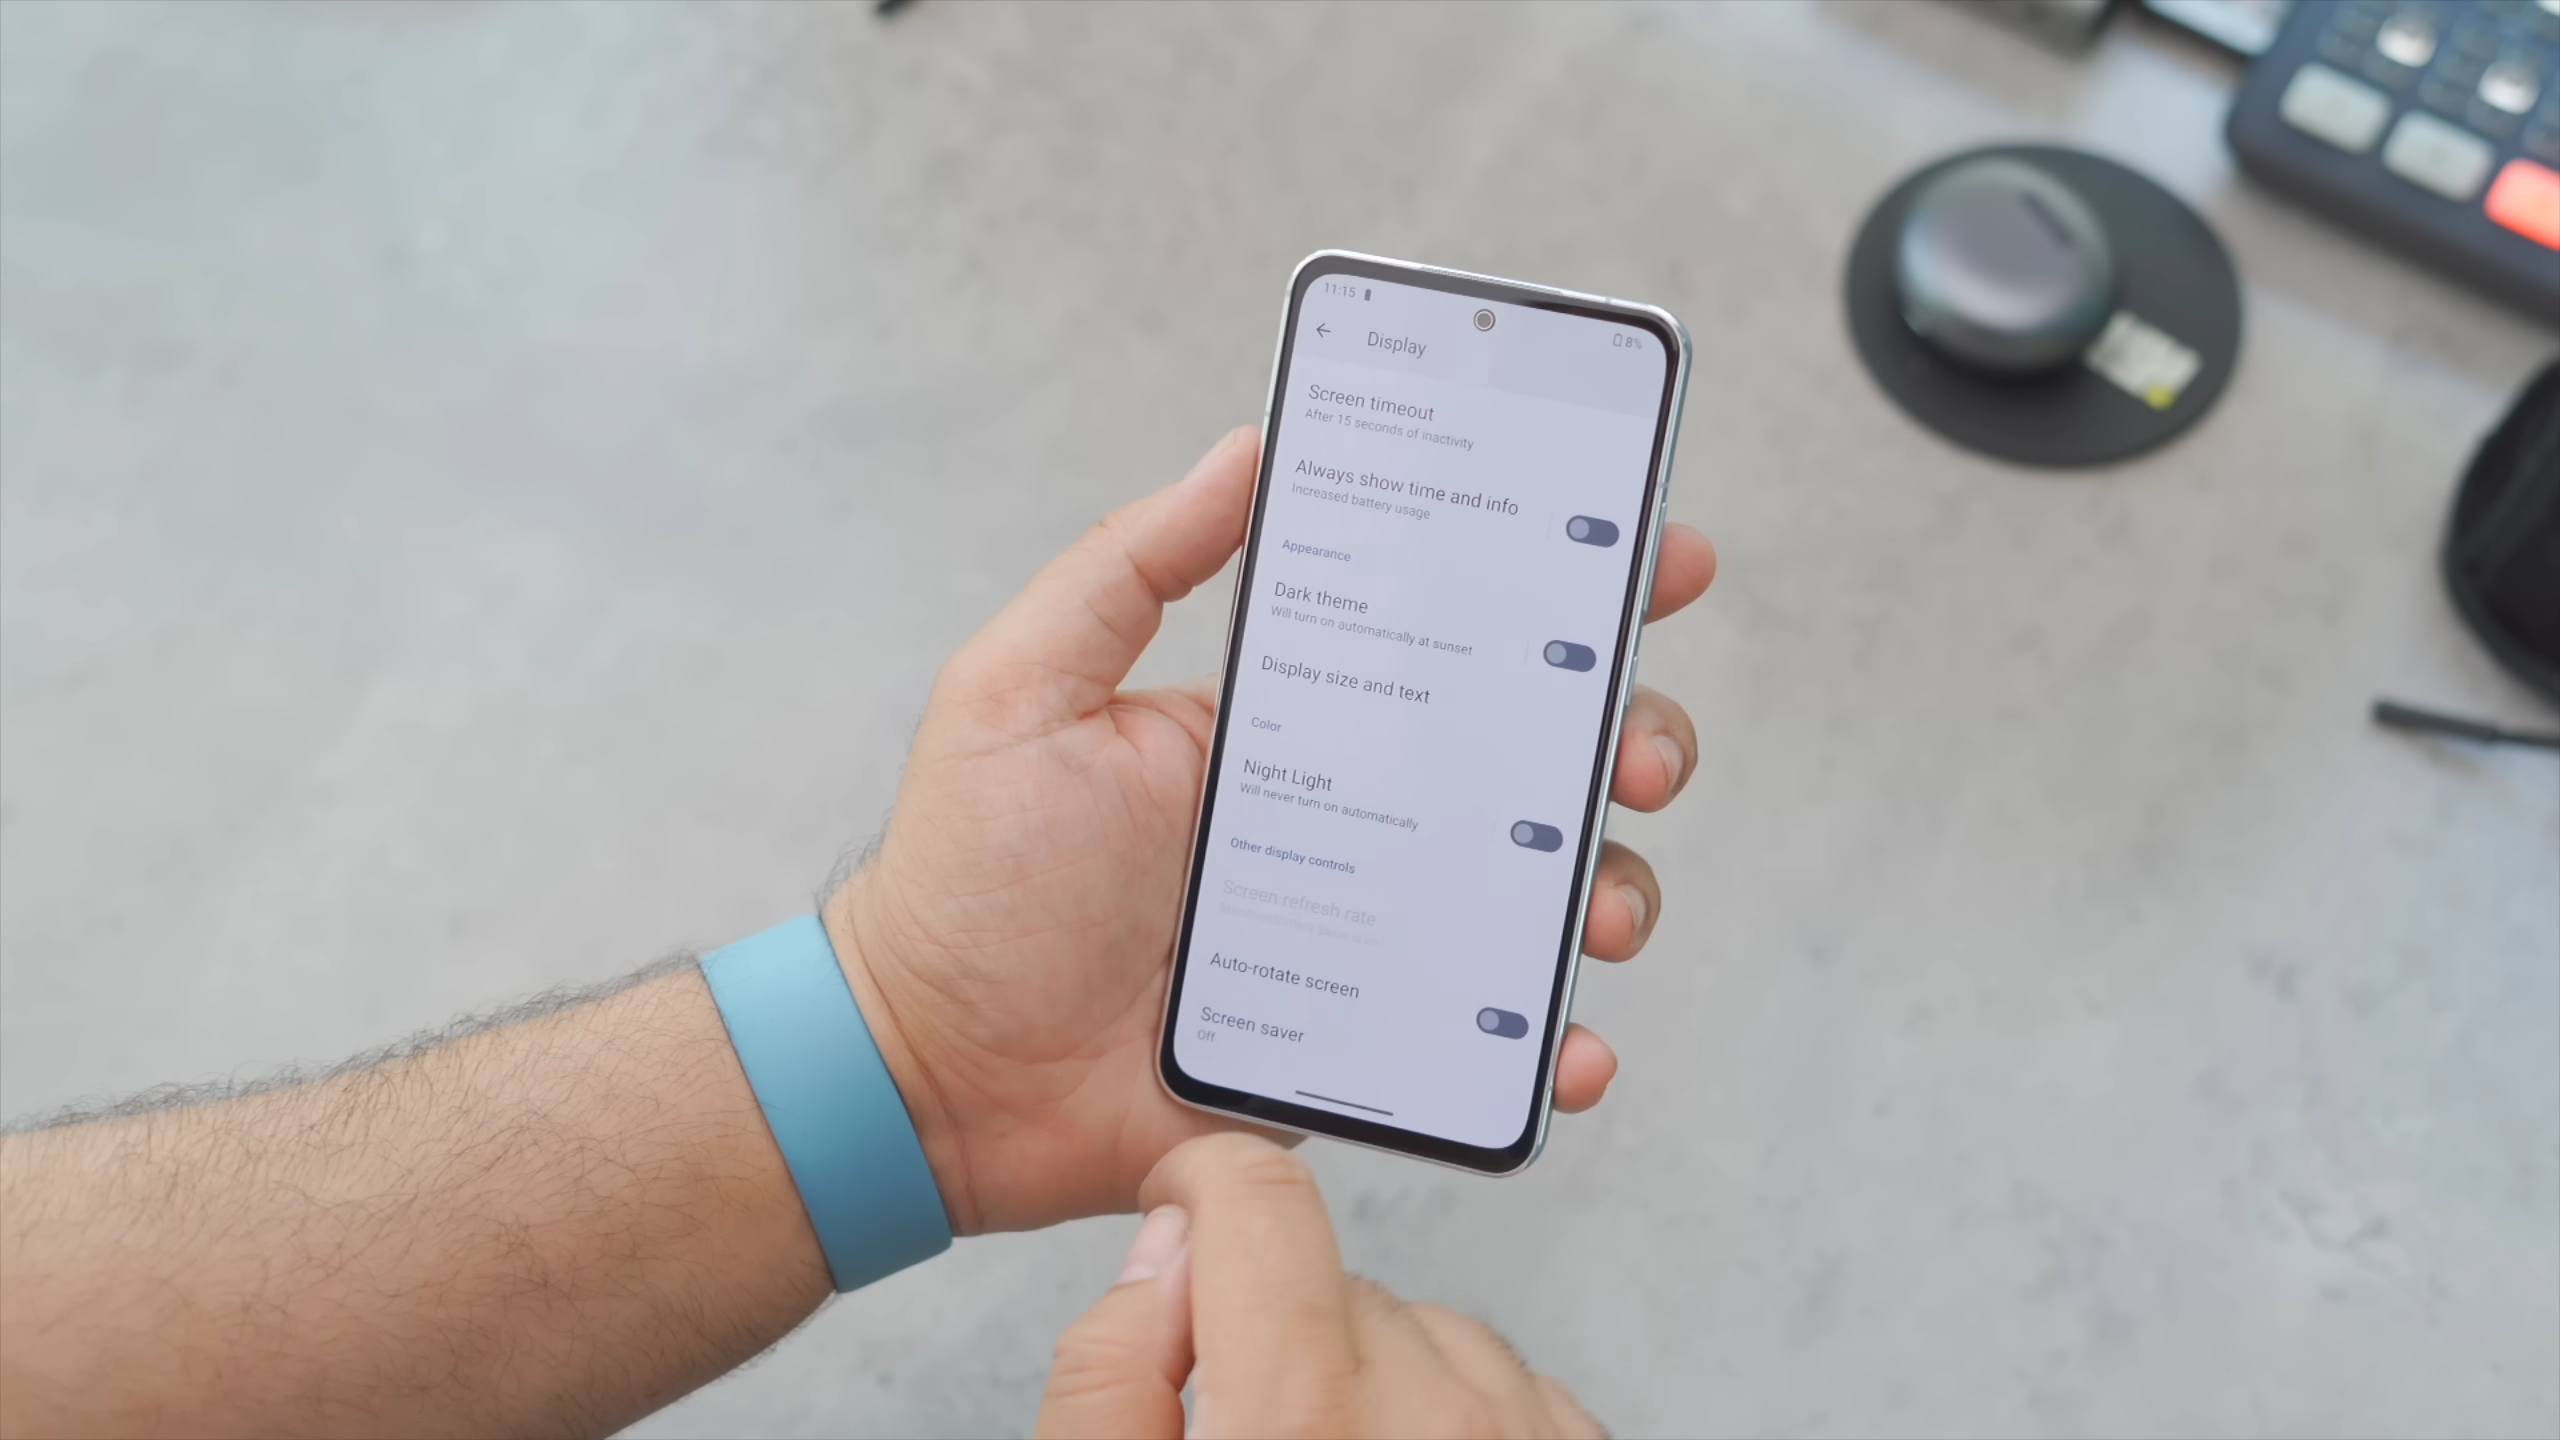 11:15
8%
Display
Screen timeout
After 15 seconds of inactivity
Always show time and info
Increased battery usage
Appearance
Dark theme
Will turn on automatically at sunset
Display size and text
Color
Night Light
Will never turn on automatically
Other display controls
Screen refresh rate
Auto-rotate screen
Screen saver
Off